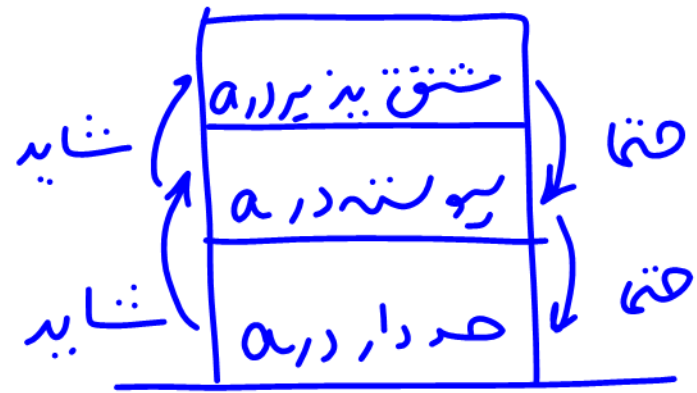 مشتق پذیر در a
شاید
حتما
پیوسته در a
شاید
حتما
حد دار در a